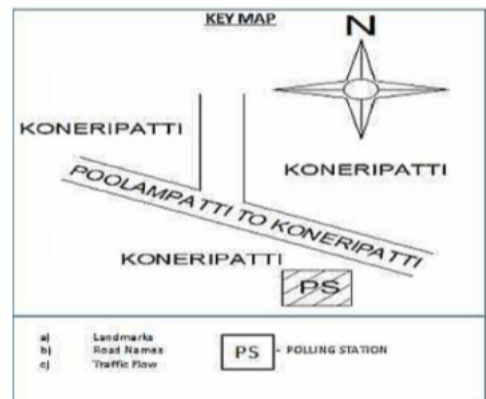 KEY MAP
N
KONERIPATTI
KONERIPATTI
POOLAMPATTI TO KONERIPATTI
KONERIPATTI
PS
a) Landmarks
b) Road Names
c) Traffic Flow
PS - POLLING STATION